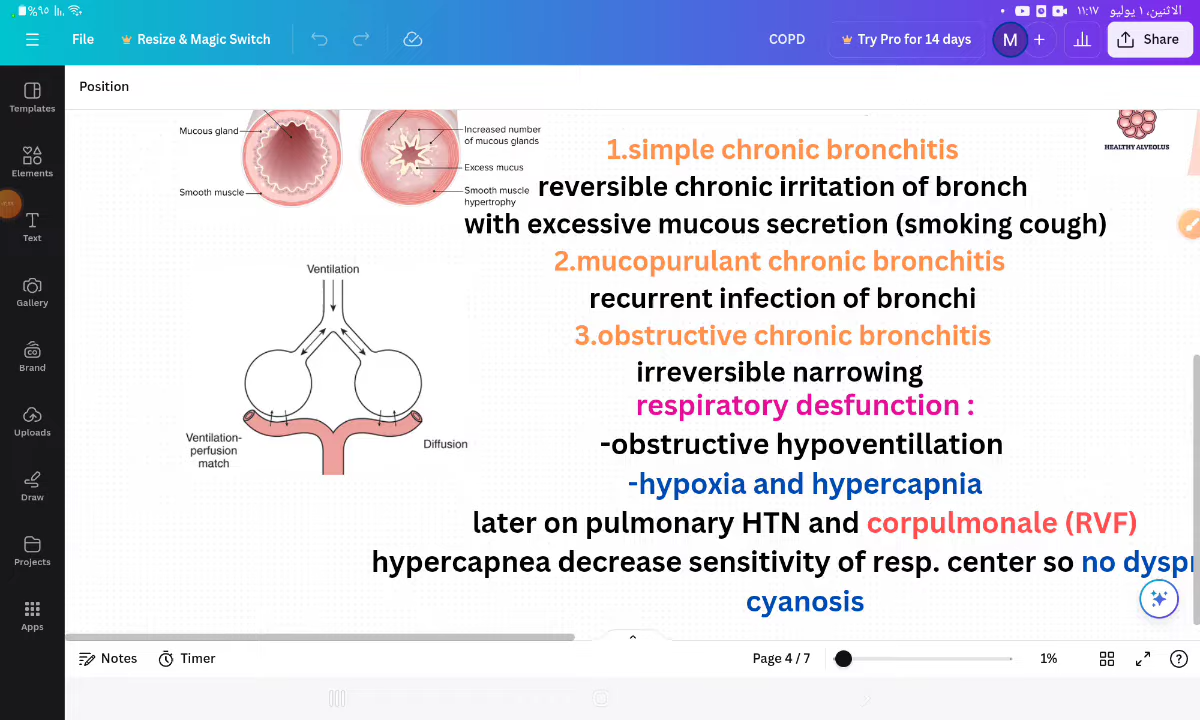 %٩٥
الاثنين، ١ يوليو ١١:١٧
File
Resize & Magic Switch
COPD
Try Pro for 14 days
M
+
Share
Templates
Elements
Text
Gallery
Brand
Uploads
Draw
Projects
Apps
Position
Mucous gland
Smooth muscle
Increased number
of mucous glands
Excess mucus
Smooth muscle
hypertrophy
HEALTHY ALVEOLUS
1.simple chronic bronchitis
reversible chronic irritation of bronch
with excessive mucous secretion (smoking cough)
2.mucopurulant chronic bronchitis
recurrent infection of bronchi
3.obstructive chronic bronchitis
irreversible narrowing
respiratory desfunction :
-obstructive hypoventillation
-hypoxia and hypercapnia
later on pulmonary HTN and corpulmonale (RVF)
hypercapnea decrease sensitivity of resp. center so no dysp
cyanosis
Ventilation
Ventilation-
perfusion
match
Diffusion
Notes
Timer
Page 4 / 7
1%
?